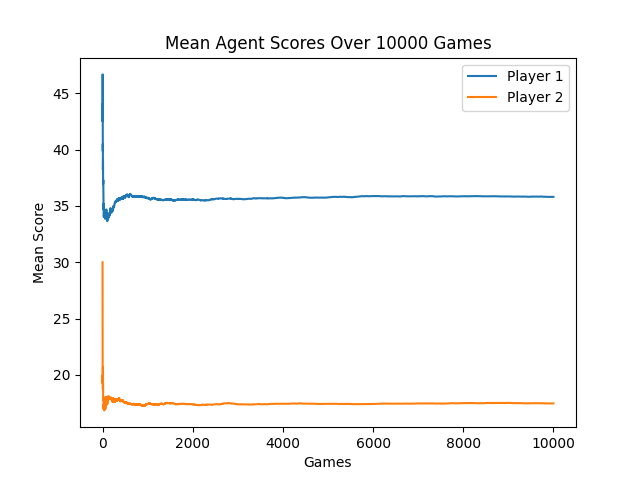 Mean Agent Scores Over 10000 Games
Player 1
Player 2
45
40
35
30
25
20
Mean Score
0 2000 4000 6000 8000 10000
Games